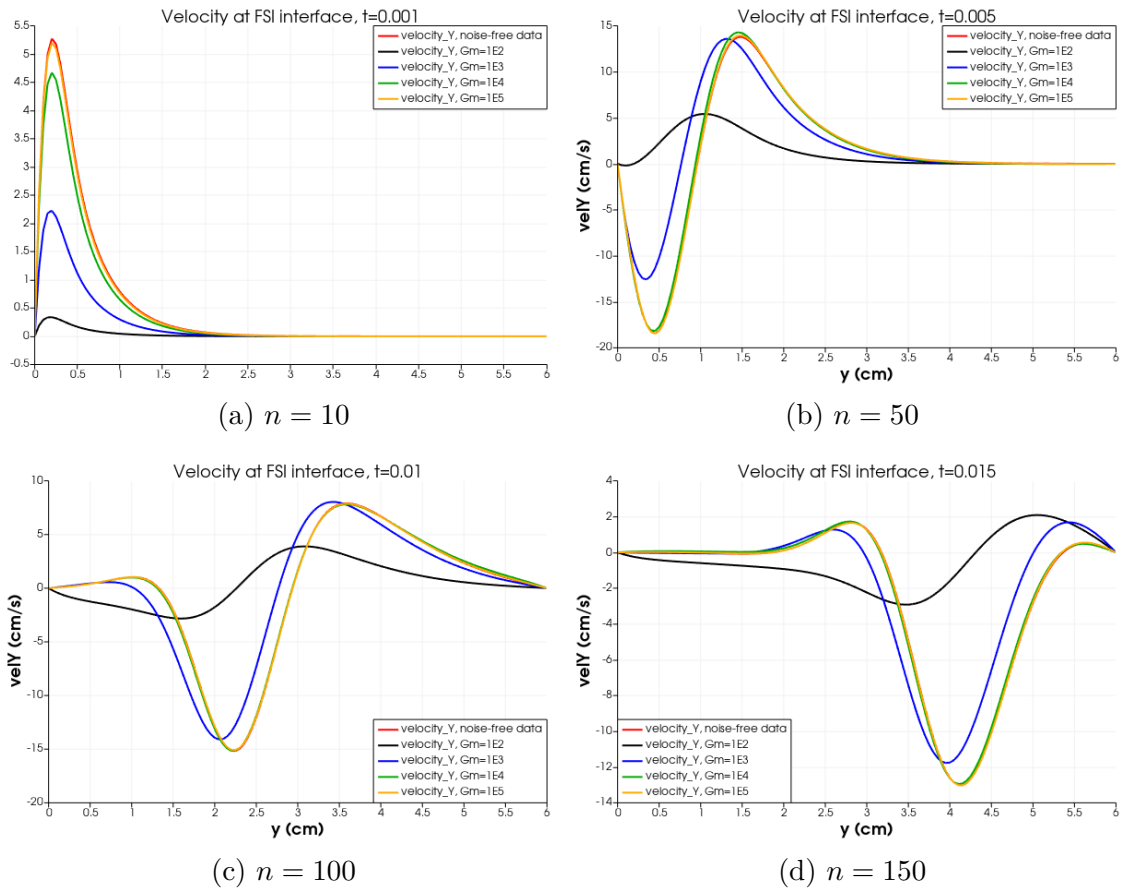 Velocity at FSI interface, t=0.001
5.5
5
4.5
4
3.5
3
2.5
2
1.5
1
0.5
0
-0.5
velocity_Y, noise-free data
velocity_Y, Gm=1E2
velocity_Y, Gm=1E3
velocity_Y, Gm=1E4
velocity_Y, Gm=1E5
0 0.5 1 1.5 2 2.5 3 3.5 4 4.5 5 5.5 6
(a) n = 10
Velocity at FSI interface, t=0.005
velY (cm/s)
15
10
5
0
-5
-10
-15
-20
velocity_Y, noise-free data
velocity_Y, Gm=1E2
velocity_Y, Gm=1E3
velocity_Y, Gm=1E4
velocity_Y, Gm=1E5
0 0.5 1 1.5 2 2.5 3 3.5 4 4.5 5 5.5 6
y (cm)
(b) n = 50
Velocity at FSI interface, t=0.01
velY (cm/s)
10
5
0
-5
-10
-15
-20
velocity_Y, noise-free data
velocity_Y, Gm=1E2
velocity_Y, Gm=1E3
velocity_Y, Gm=1E4
velocity_Y, Gm=1E5
0 0.5 1 1.5 2 2.5 3 3.5 4 4.5 5 5.5 6
y (cm)
(c) n = 100
Velocity at FSI interface, t=0.015
velY (cm/s)
4
2
0
-2
-4
-6
-8
-10
-12
-14
velocity_Y, noise-free data
velocity_Y, Gm=1E2
velocity_Y, Gm=1E3
velocity_Y, Gm=1E4
velocity_Y, Gm=1E5
0 0.5 1 1.5 2 2.5 3 3.5 4 4.5 5 5.5 6
y (cm)
(d) n = 150